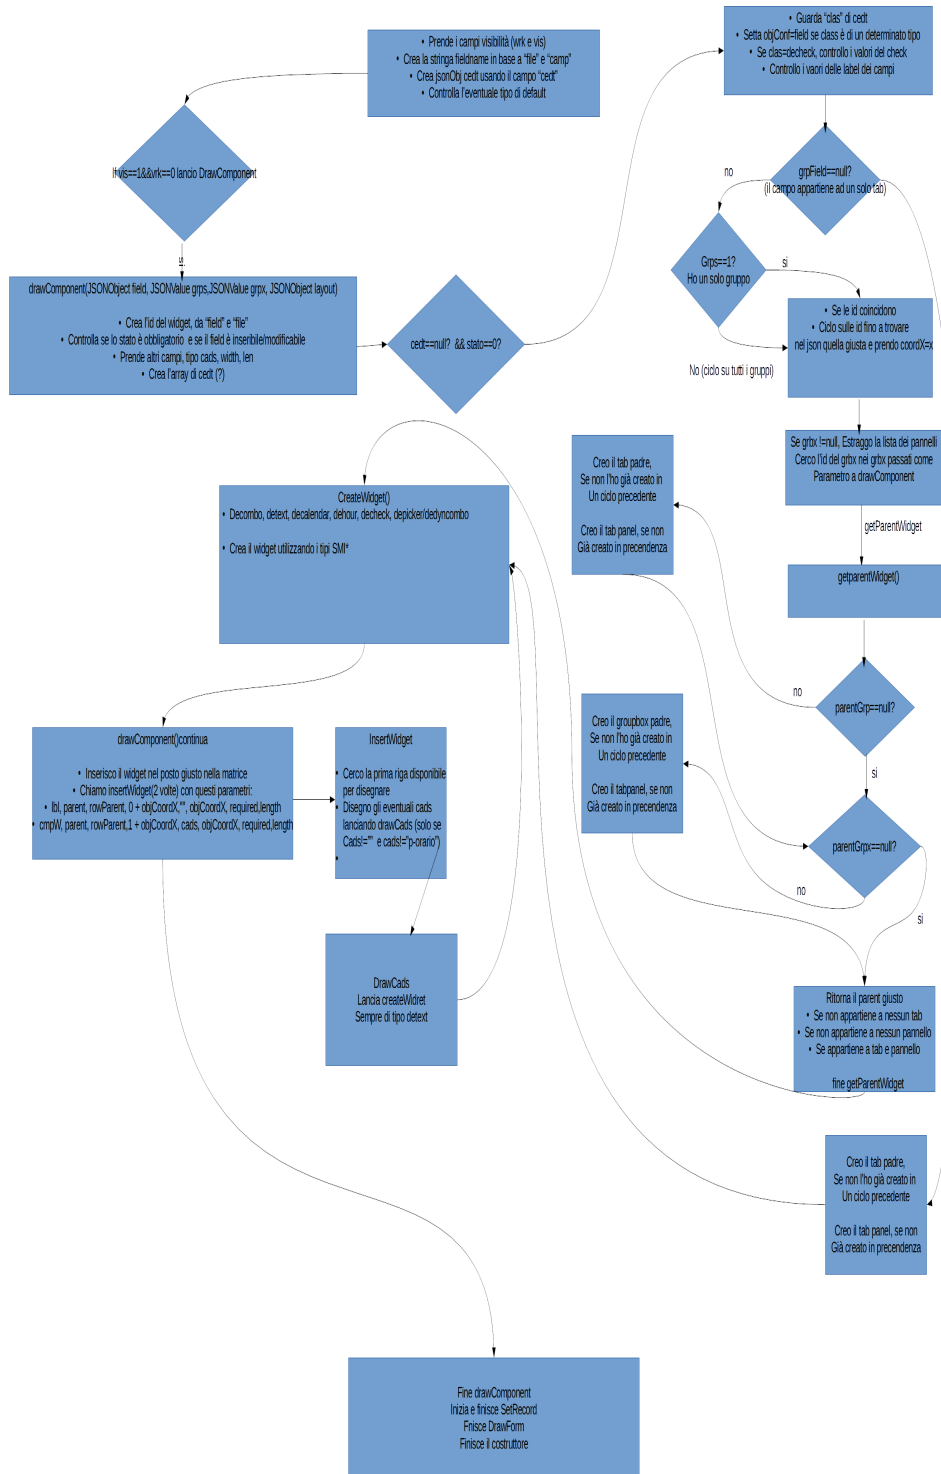 • Prende i campi visibilità (wrk e vis)
• Crea la stringa fieldname in base a “file” e “camp”
• Crea jsonObj cedt usando il campo “cedt”
• Controlla l’eventuale tipo di default
If vis==1&&wrk==0 lancio DrawComponent
si
drawComponent(JSONObject field, JSONValue grps,JSONValue grpx, JSONObject layout)
• Crea l’id del widget, da “field” e “file”
• Controlla se lo stato è obbligatorio e se il field è inseribile/modificabile
• Prende altri campi, tipo cads, width, len
• Crea l’array di cedt (?)
cedt==null? && stato==0?
• Guarda “clas” di cedt
• Setta objConf=field se class è di un determinato tipo
• Se clas=decheck, controllo i valori del check
• Controllo i vaori delle label dei campi
grpField==null?
(il campo appartiene ad un solo tab)
no
Grps==1?
Ho un solo gruppo
si
No (ciclo su tutti i gruppi)
• Se le id coincidono
• Ciclo sulle id fino a trovare
nel json quella giusta e prendo coordX=x
Se grbx !=null, Estraggo la lista dei pannelli
Cerco l’id del grbx nei grbx passati come
Parametro a drawComponent
getParentWidget
getparentWidget()
parentGrp==null?
no
si
Creo il tab padre,
Se non l’ho già creato in
Un ciclo precedente
Creo il tab panel, se non
Già creato in precendenza
parentGrpx==null?
no
si
Creo il groupbox padre,
Se non l’ho già creato in
Un ciclo precedente
Creo il tabpanel, se non
Già creato in precendenza
Ritorna il parent giusto
• Se non appartiene a nessun tab
• Se non appartiene a nessun pannello
• Se appartiene a tab e pannello
fine getParentWidget
Creo il tab padre,
Se non l’ho già creato in
Un ciclo precedente
Creo il tab panel, se non
Già creato in precendenza
CreateWidget()
• Decombo, detext, decalendar, dehour, decheck, depicker/dedyncombo
• Crea il widget utilizzando i tipi SMI*
drawComponent()continua
• Inserisco il widget nel posto giusto nella matrice
• Chiamo insertWidget(2 volte) con questi parametri:
• lbl, parent, rowParent, 0 + objCoordX,"", objCoordX, required,length
• cmpW, parent, rowParent,1 + objCoordX, cads, objCoordX, required,length
InsertWidget
• Cerco la prima riga disponibile
per disegnare
• Disegno gli eventuali cads
lanciando drawCads (solo se
Cads!=”” e cads!=”p-orario”)
•
DrawCads
Lancia createWidret
Sempre di tipo detext
Fine drawComponent
Inizia e finisce SetRecord
Fnisce DrawForm
Finisce il costruttore